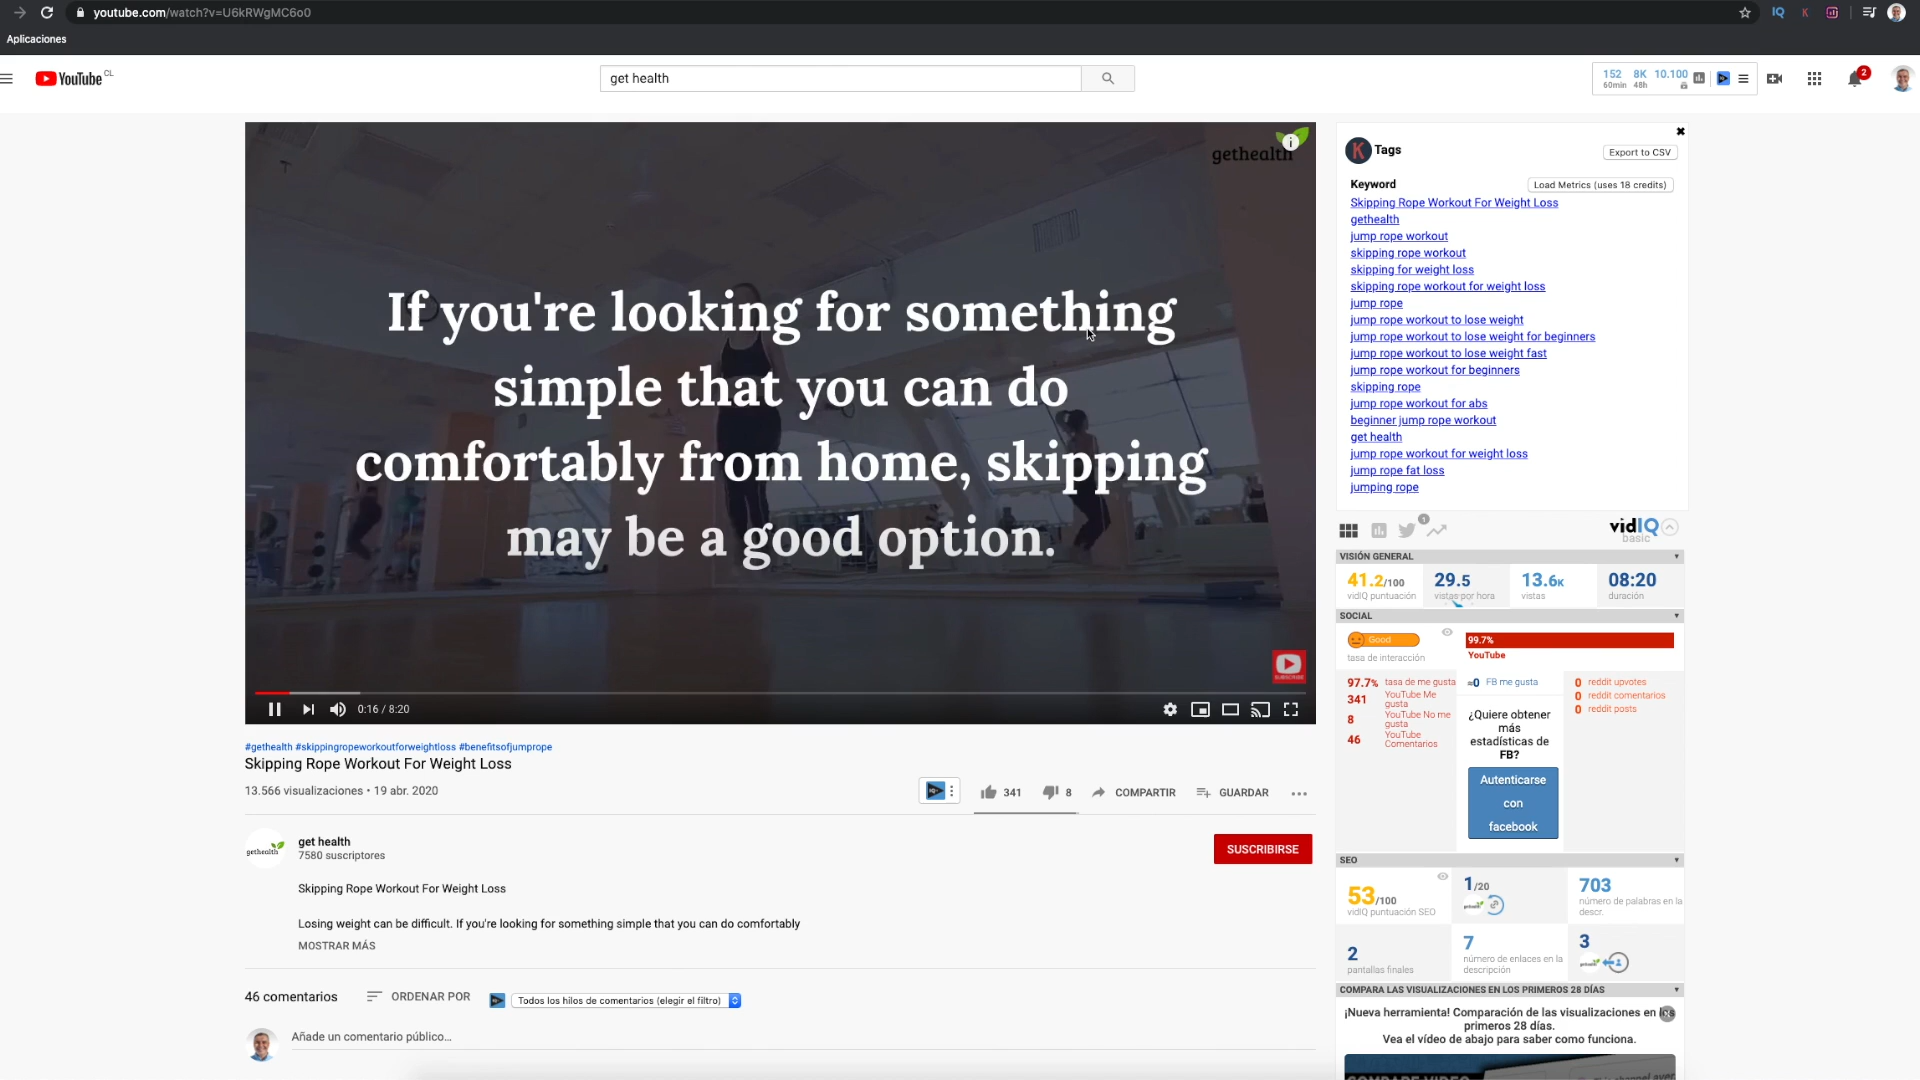 youtube.com/watch?v=U6kRWgMC6o0
IQ K
Aplicaciones
YouTube CL
get health
152 8K 10.100
60min 48h
2
gethealth
If you're looking for something
simple that you can do
comfortably from home, skipping
may be a good option.
SUBSCRIBE
0:16 / 8:20
#gethealth #skippingropeworkoutforweightloss #benefitsofjumprope
Skipping Rope Workout For Weight Loss
13.566 visualizaciones • 19 abr. 2020
341
8
COMPARTIR
GUARDAR
gethealth
get health
7580 suscriptores
SUSCRIBIRSE
Skipping Rope Workout For Weight Loss
Losing weight can be difficult. If you're looking for something simple that you can do comfortably
MOSTRAR MÁS
46 comentarios
ORDENAR POR
Todos los hilos de comentarios (elegir el filtro)
Añade un comentario público...
K Tags
Export to CSV
Keyword
Load Metrics (uses 18 credits)
Skipping Rope Workout For Weight Loss
gethealth
jump rope workout
skipping rope workout
skipping for weight loss
skipping rope workout for weight loss
jump rope
jump rope workout to lose weight
jump rope workout to lose weight for beginners
jump rope workout to lose weight fast
jump rope workout for beginners
skipping rope
jump rope workout for abs
beginner jump rope workout
get health
jump rope workout for weight loss
jump rope fat loss
jumping rope
1
vidIQ
basic
VISIÓN GENERAL
41.2/100
vidIQ puntuación
29.5
vistas por hora
13.6K
vistas
08:20
duración
SOCIAL
Good
tasa de interacción
99.7%
YouTube
97.7% tasa de me gusta
341 YouTube Me
gusta
8 YouTube No me
gusta
46 YouTube
Comentarios
≈0 FB me gusta
¿Quiere obtener
más
estadísticas de
FB?
Autenticarse
con
facebook
0 reddit upvotes
0 reddit comentarios
0 reddit posts
SEO
53/100
vidIQ puntuación SEO
1/20
gethealth
703
número de palabras en la
descr.
2
pantallas finales
7
número de enlaces en la
descripción
3
gethealth
COMPARA LAS VISUALIZACIONES EN LOS PRIMEROS 28 DÍAS
¡Nueva herramienta! Comparación de las visualizaciones en los
primeros 28 días.
Vea el vídeo de abajo para saber como funciona.
COMPARE VIDEO